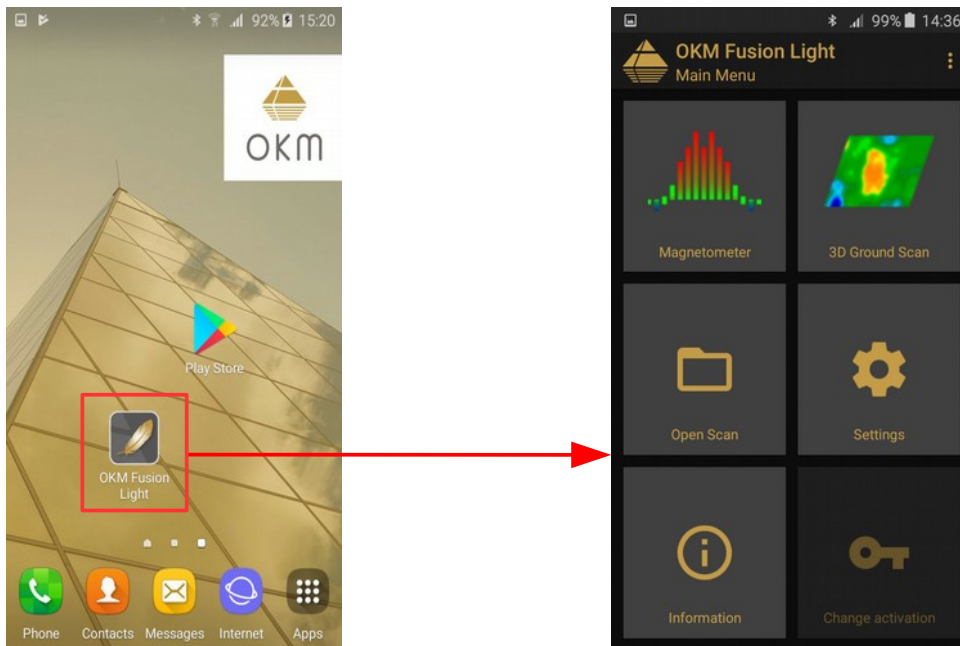 92% 15:20
OKM
Play Store
OKM Fusion
Light
Phone Contacts Messages Internet Apps
99% 14:36
OKM Fusion Light
Main Menu
Magnetometer 3D Ground Scan
Open Scan Settings
Information Change activation